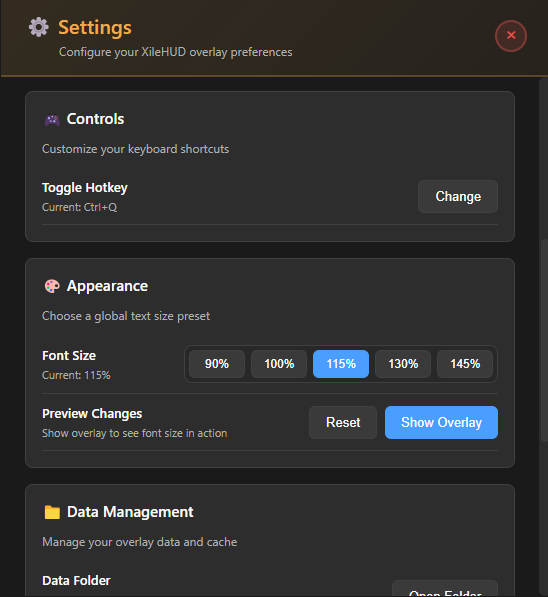 Settings
Configure your XileHUD overlay preferences
Controls
Customize your keyboard shortcuts
Toggle Hotkey
Current: Ctrl+Q
Change
Appearance
Choose a global text size preset
Font Size
Current: 115%
90% 100% 115% 130% 145%
Preview Changes
Show overlay to see font size in action
Reset Show Overlay
Data Management
Manage your overlay data and cache
Data Folder
Open Folder